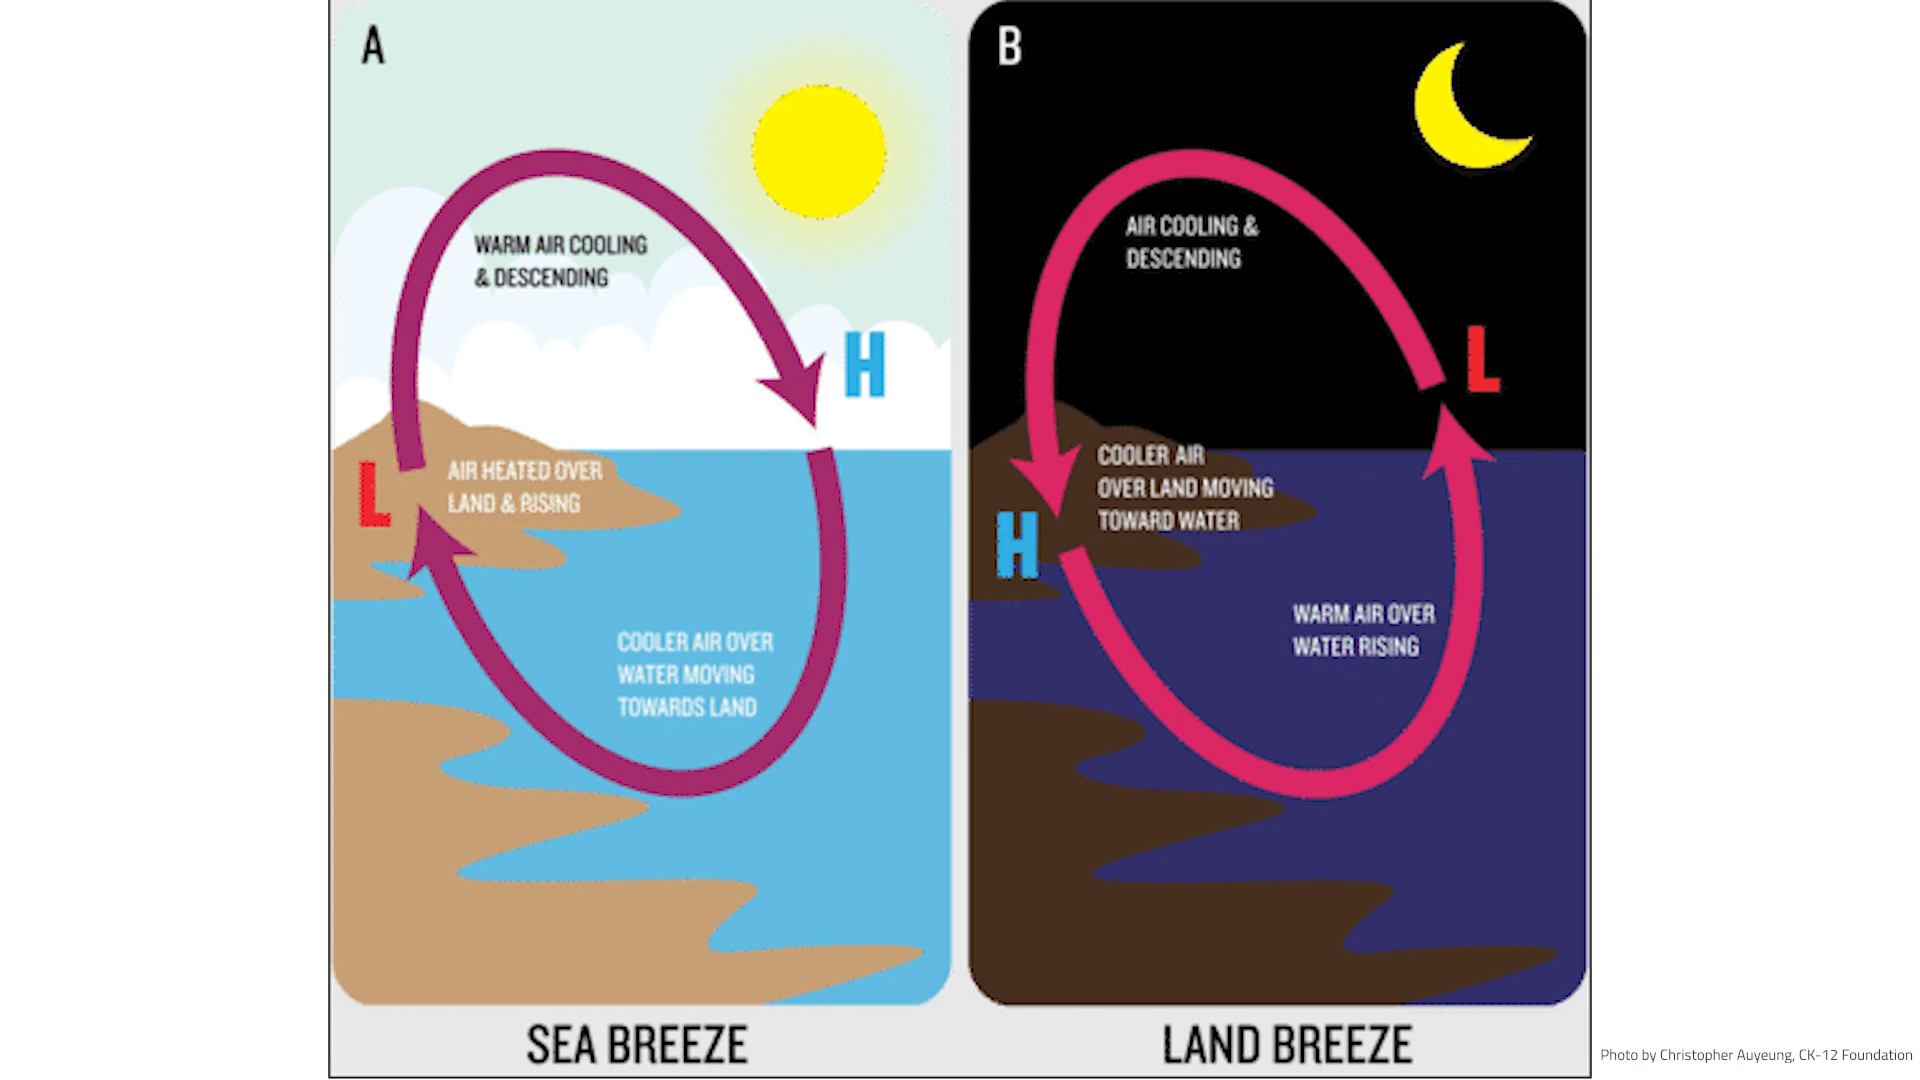 A
WARM AIR COOLING
& DESCENDING
H
L
AIR HEATED OVER
LAND & RISING
COOLER AIR OVER
WATER MOVING
TOWARDS LAND
SEA BREEZE
B
AIR COOLING &
DESCENDING
L
COOLER AIR
OVER LAND MOVING
TOWARD WATER
H
WARM AIR OVER
WATER RISING
LAND BREEZE
Photo by Christopher Auyeung, CK-12 Foundation